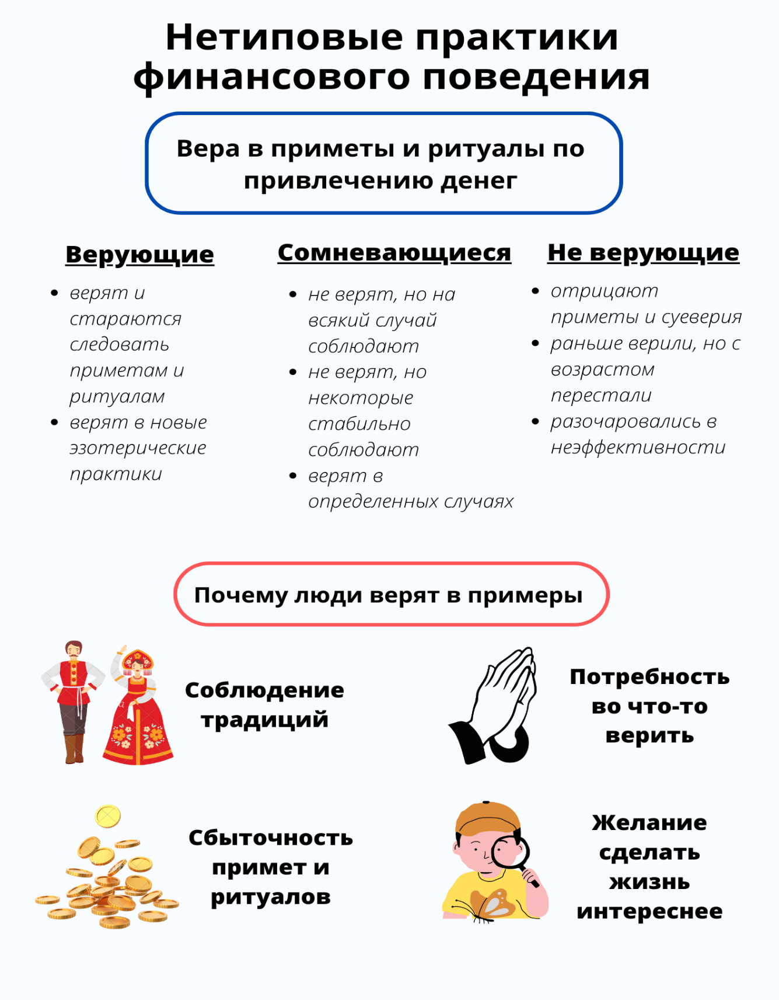 Нетиповые практики
финансового поведения
Вера в приметы и ритуалы по
привлечению денег
Верующие
• верят и
стараются
следовать
приметам и
ритуалам
• верят в новые
эзотерические
практики
Сомневающиеся
• не верят, но на
всякий случай
соблюдают
• не верят, но
некоторые
стабильно
соблюдают
• верят в
определенных случаях
Не верующие
• отрицают
приметы и суеверия
• раньше верили, но с
возрастом
перестали
• разочаровались в
неэффективности
Почему люди верят в примеры
Соблюдение
традиций
Потребность
во что-то
верить
Сбыточность
примет и
ритуалов
Желание
сделать
жизнь
интереснее